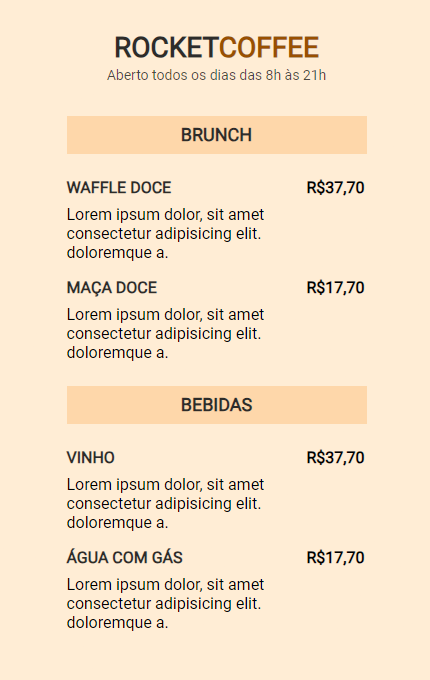 ROCKETCOFFEE
Aberto todos os dias das 8h às 21h
BRUNCH
WAFFLE DOCE R$37,70
Lorem ipsum dolor, sit amet
consectetur adipisicing elit.
doloremque a.
MAÇA DOCE R$17,70
Lorem ipsum dolor, sit amet
consectetur adipisicing elit.
doloremque a.
BEBIDAS
VINHO R$37,70
Lorem ipsum dolor, sit amet
consectetur adipisicing elit.
doloremque a.
ÁGUA COM GÁS R$17,70
Lorem ipsum dolor, sit amet
consectetur adipisicing elit.
doloremque a.